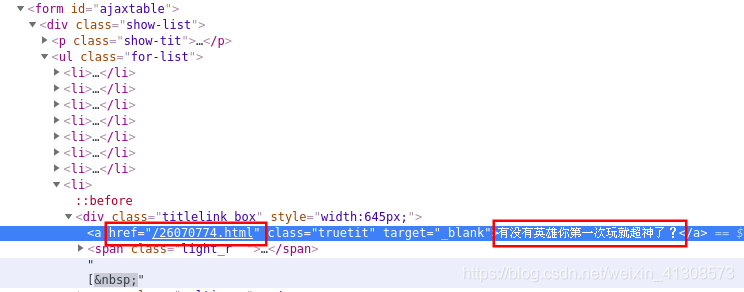 <form id="ajaxtable">
<div class="show-list">
<p class="show-tit">…</p>
<ul class="for-list">
<li>…</li>
<li>…</li>
<li>…</li>
<li>…</li>
<li>…</li>
<li>…</li>
<li>…</li>
<li>
::before
<div class="titlelink box" style="width:645px;">
<a href="/26070774.html" class="truetit" target="_blank">有没有英雄你第一次玩就超神了？</a> == $
<span class="light_r ">…</span>
"
[&nbsp;"
https://blog.csdn.net/weixin_41308573